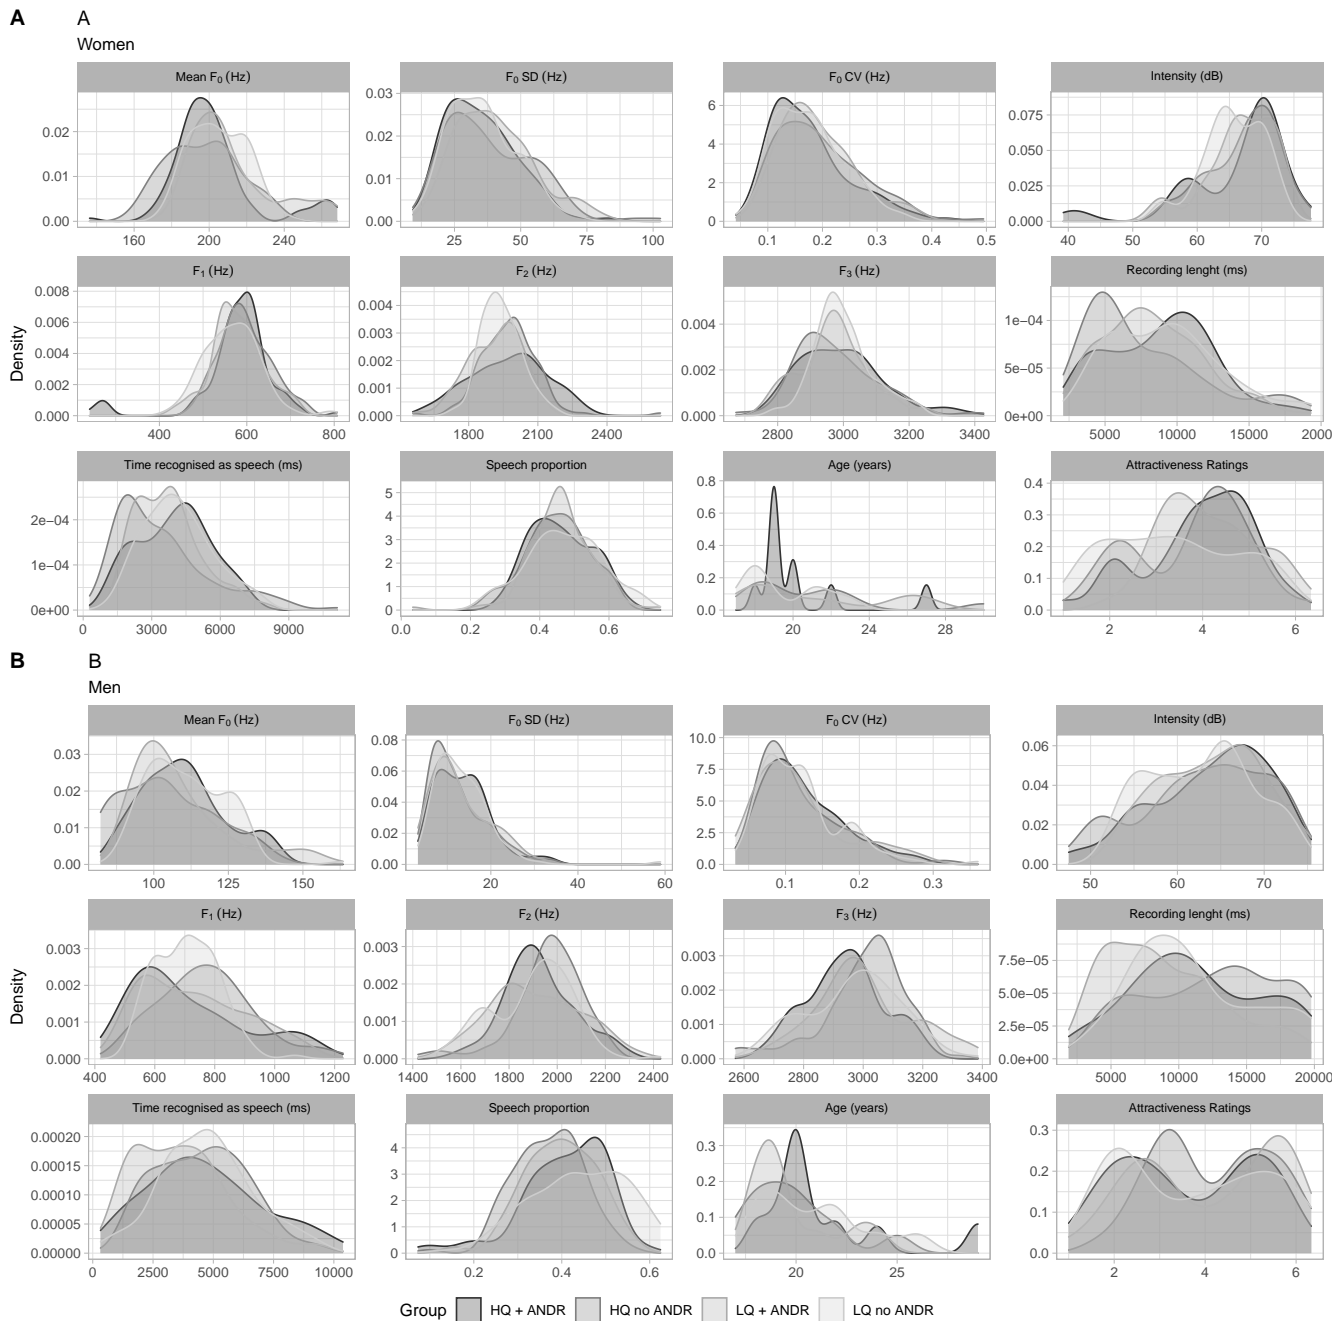 A
A
Women
Mean F0 (Hz)
F0 SD (Hz)
F0 CV (Hz)
Intensity (dB)
0.00 0.01 0.02
160 200 240
0.00 0.01 0.02 0.03
25 50 75 100
0 2 4 6
0.1 0.2 0.3 0.4 0.5
0.000 0.025 0.050 0.075
40 50 60 70
F1 (Hz)
F2 (Hz)
F3 (Hz)
Recording lenght (ms)
0.000 0.002 0.004 0.006 0.008
400 600 800
0.000 0.001 0.002 0.003 0.004
1800 2100 2400
0.000 0.002 0.004
2800 3000 3200 3400
0e+00 5e−05 1e−04
5000 10000 15000 2000
Density
Time recognised as speech (ms)
Speech proportion
Age (years)
Attractiveness Ratings
0e+00 1e−04 2e−04
0 3000 6000 9000
0 1 2 3 4 5
0.0 0.2 0.4 0.6
0.0 0.2 0.4 0.6 0.8
20 24 28
0.0 0.1 0.2 0.3 0.4
2 4 6
B
B
Men
Mean F0 (Hz)
F0 SD (Hz)
F0 CV (Hz)
Intensity (dB)
0.00 0.01 0.02 0.03
100 125 150
0.00 0.02 0.04 0.06 0.08
20 40 60
0.0 2.5 5.0 7.5 10.0
0.1 0.2 0.3
0.00 0.02 0.04 0.06
50 60 70
F1 (Hz)
F2 (Hz)
F3 (Hz)
Recording lenght (ms)
0.000 0.001 0.002 0.003
400 600 800 1000 1200
0.000 0.001 0.002 0.003
1400 1600 1800 2000 2200 2400
0.000 0.001 0.002 0.003
2600 2800 3000 3200 3400
0.0e+00 2.5e−05 5.0e−05 7.5e−05
5000 10000 15000 20000
Density
Time recognised as speech (ms)
Speech proportion
Age (years)
Attractiveness Ratings
0.00000 0.00005 0.00010 0.00015 0.00020
0 2500 5000 7500 10000
0 1 2 3 4
0.2 0.4 0.6
0.0 0.1 0.2 0.3
20 25
0.0 0.1 0.2 0.3
2 4 6
Group HQ + ANDR HQ no ANDR LQ + ANDR LQ no ANDR